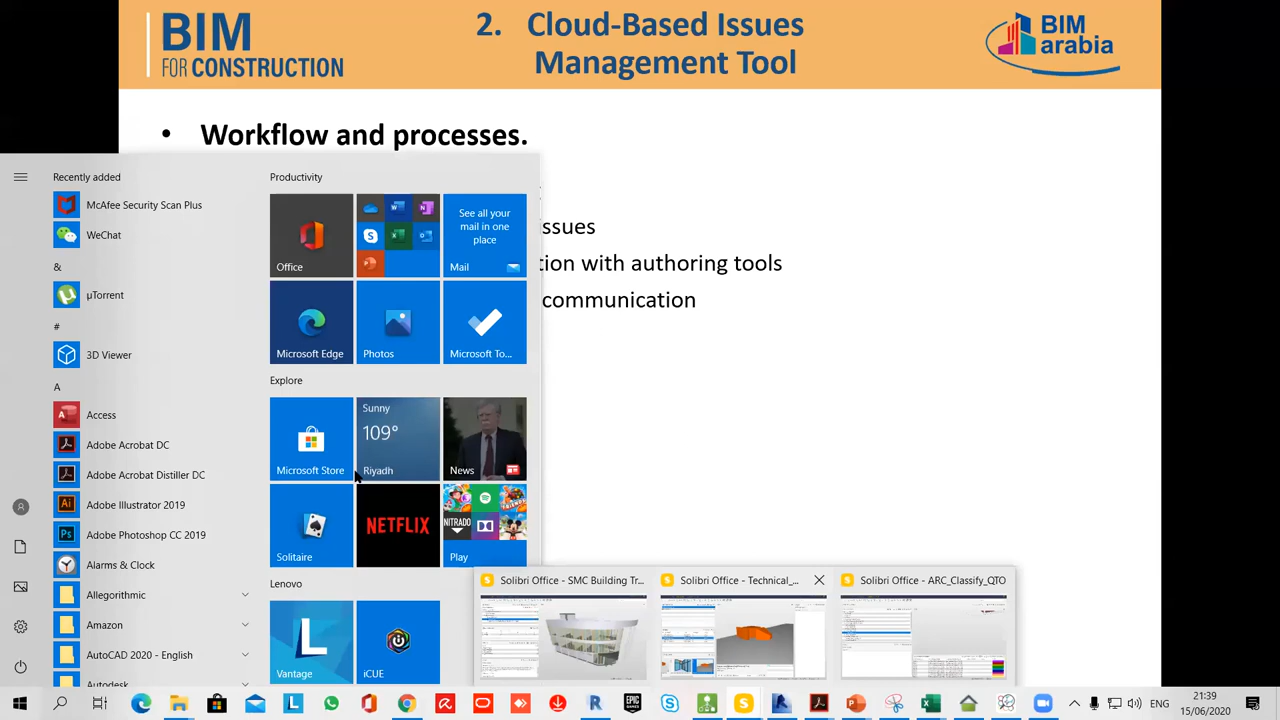 BIM
FOR CONSTRUCTION
2. Cloud-Based Issues
Management Tool
BIM
arabia
• Workflow and processes.
issues
tion with authoring tools
communication
Recently added
McAfee Security Scan Plus
WeChat
&
µTorrent
#
3D Viewer
A
Access
Adobe Acrobat DC
Adobe Acrobat Distiller DC
Adobe Illustrator 2019
Adobe Photoshop CC 2019
Alarms & Clock
Allegorithmic
Amazon
AutoCAD 2020 - English
Autodesk
Productivity
Office
See all your
mail in one
place
Mail
Microsoft Edge
Photos
Microsoft To...
Explore
Microsoft Store
Sunny
109°
Riyadh
News
Solitaire
NETFLIX
NITRADO
Play
Lenovo
Vantage
iCUE
Solibri Office - SMC Building Tr...
Solibri Office - Technical_...
Solibri Office - ARC_Classify_QTO
ENG
21:39
15/06/2020